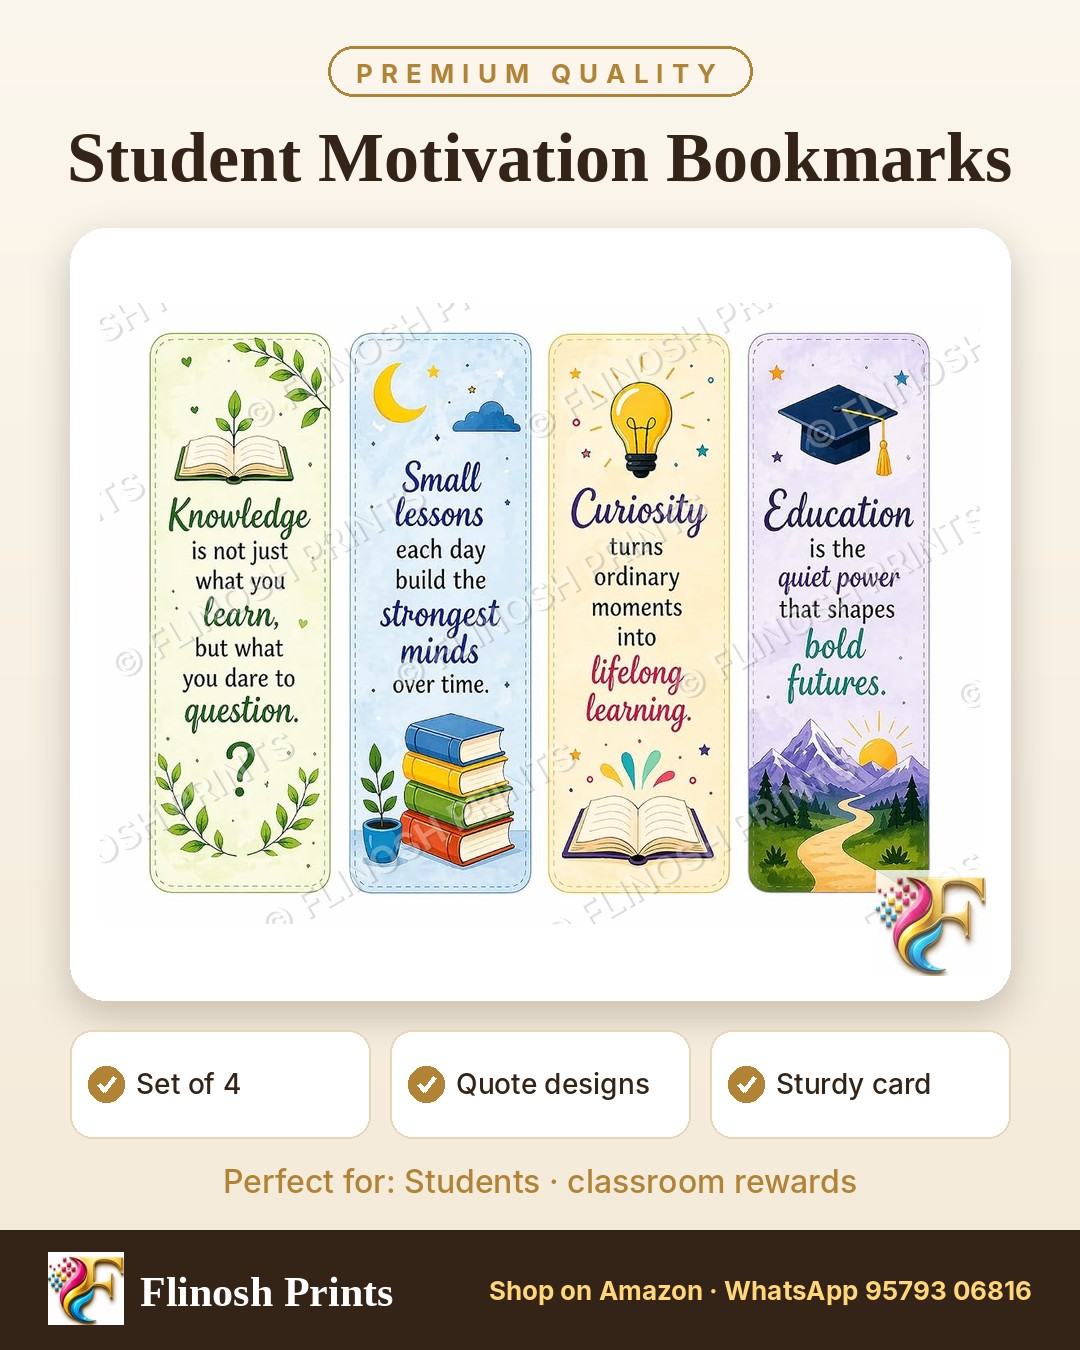 PREMIUM QUALITY
Student Motivation Bookmarks
Knowledge
is not just
what you
learn,
but what
you dare to
question.
?
Small
lessons
each day
build the
strongest
minds
over time.
Curiosity
turns
ordinary
moments
into
lifelong
learning.
Education
is the
quiet power
that shapes
bold
futures.
© FLINOSH PRINTS
F
Set of 4
Quote designs
Sturdy card
Perfect for: Students · classroom rewards
Flinosh Prints
Shop on Amazon · WhatsApp 95793 06816